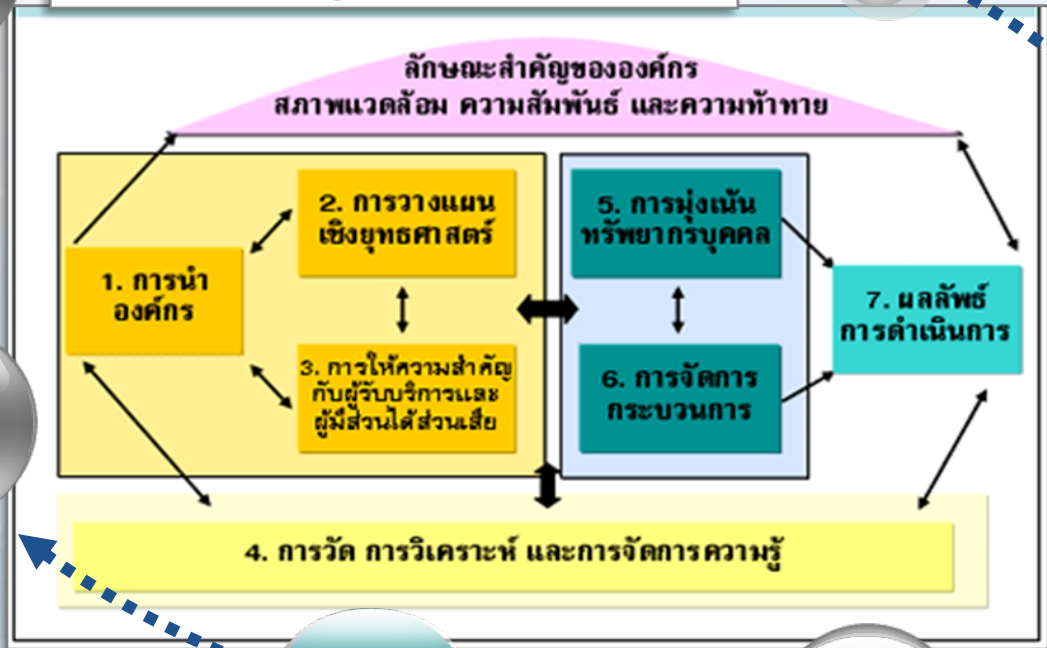 ลักษณะสำคัญขององค์กร
สภาพแวดล้อม ความสัมพันธ์ และความท้าทาย
2. การวางแผน
เชิงยุทธศาสตร์
5. การมุ่งเน้น
ทรัพยากรบุคคล
1. การนำ
องค์กร
7. ผลลัพธ์
การดำเนินการ
3. การให้ความสำคัญ
กับผู้รับบริการและ
ผู้มีส่วนได้ส่วนเสีย
6. การจัดการ
กระบวนการ
4. การวัด การวิเคราะห์ และการจัดการความรู้